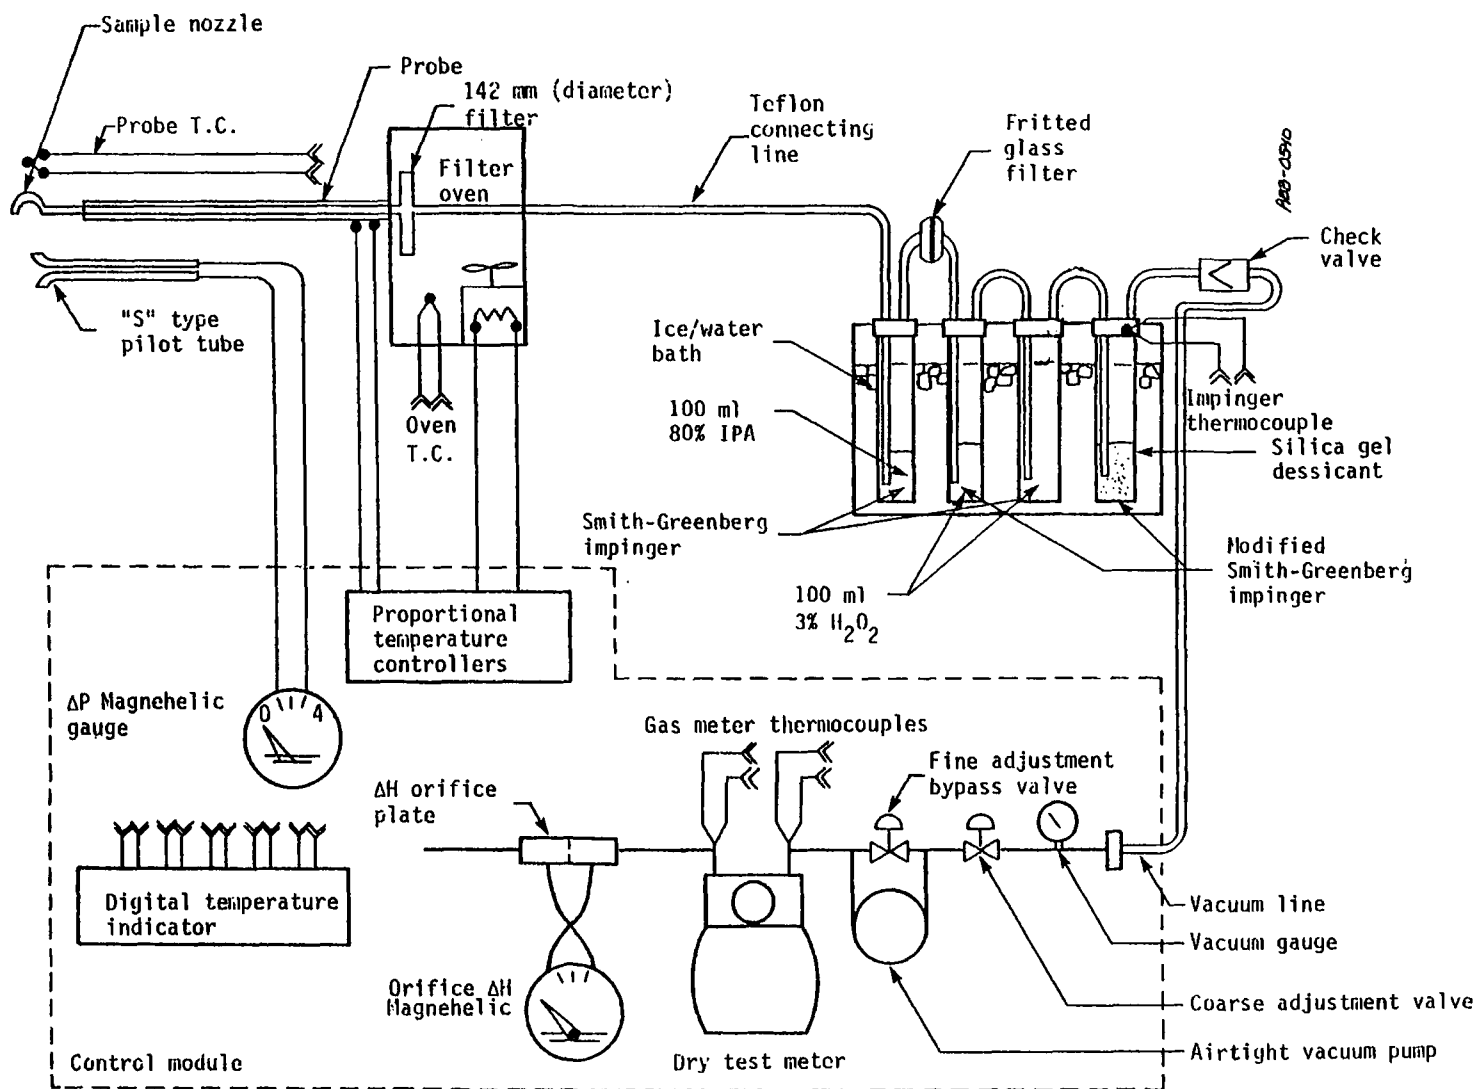 Sample nozzle
Probe
142 mm (diameter)
filter
Probe T.C.
Filter
oven
Teflon
connecting
line
Fritted
glass
filter
A88-0540
Check
valve
"S" type
pilot tube
Ice/water
bath
100 ml
80% IPA
Oven
T.C.
Impinger
thermocouple
Silica gel
dessicant
Smith-Greenberg
impinger
100 ml
3% H2O2
Modified
Smith-Greenberg
impinger
Proportional
temperature
controllers
ΔP Magnehelic
gauge
0 4
Gas meter thermocouples
Fine adjustment
bypass valve
ΔH orifice
plate
Digital temperature
indicator
Vacuum line
Vacuum gauge
Orifice ΔH
Magnehelic
Coarse adjustment valve
Control module
Dry test meter
Airtight vacuum pump